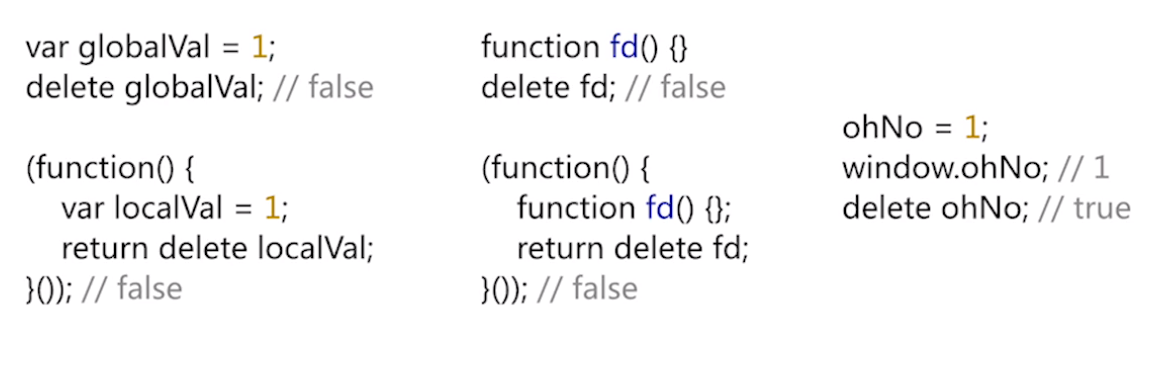 var globalVal = 1;
delete globalVal; // false
(function() {
    var localVal = 1;
    return delete localVal;
}()); // false
function fd() {}
delete fd; // false
(function() {
    function fd() {};
    return delete fd;
}()); // false
ohNo = 1;
window.ohNo; // 1
delete ohNo; // true